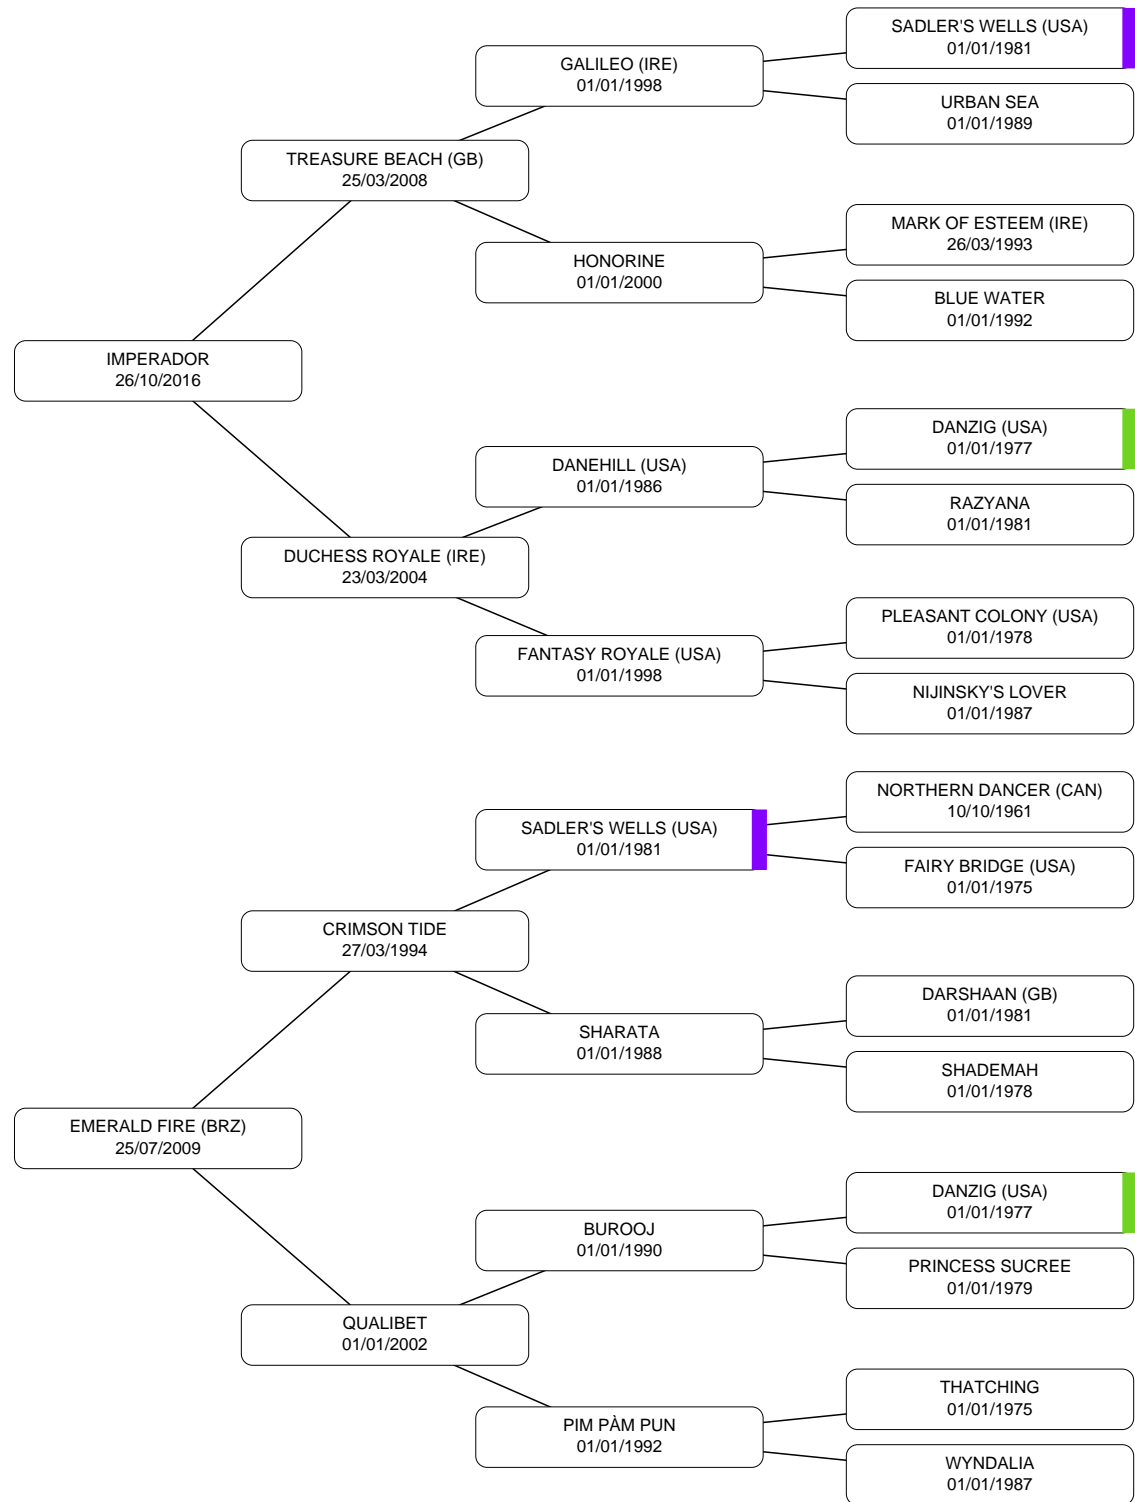 SADLER'S WELLS (USA)
01/01/1981
GALILEO (IRE)
01/01/1998
URBAN SEA
01/01/1989
TREASURE BEACH (GB)
25/03/2008
MARK OF ESTEEM (IRE)
26/03/1993
HONORINE
01/01/2000
BLUE WATER
01/01/1992
IMPERADOR
26/10/2016
DANZIG (USA)
01/01/1977
DANEHILL (USA)
01/01/1986
RAZYANA
01/01/1981
DUCHESS ROYALE (IRE)
23/03/2004
PLEASANT COLONY (USA)
01/01/1978
FANTASY ROYALE (USA)
01/01/1998
NIJINSKY'S LOVER
01/01/1987
NORTHERN DANCER (CAN)
10/10/1961
SADLER'S WELLS (USA)
01/01/1981
FAIRY BRIDGE (USA)
01/01/1975
CRIMSON TIDE
27/03/1994
DARSHAAN (GB)
01/01/1981
SHARATA
01/01/1988
SHADEMAH
01/01/1978
EMERALD FIRE (BRZ)
25/07/2009
DANZIG (USA)
01/01/1977
BUROOJ
01/01/1990
PRINCESS SUCREE
01/01/1979
QUALIBET
01/01/2002
THATCHING
01/01/1975
PIM PÀM PUN
01/01/1992
WYNDALIA
01/01/1987